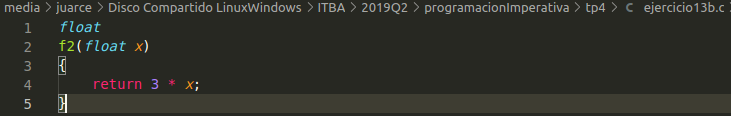 media > juarce > Disco Compartido LinuxWindows > ITBA > 2019Q2 > programacionImperativa > tp4 > C ejercicio13b.c
1 float
2 f2(float x)
3 {
4 return 3 * x;
5 }